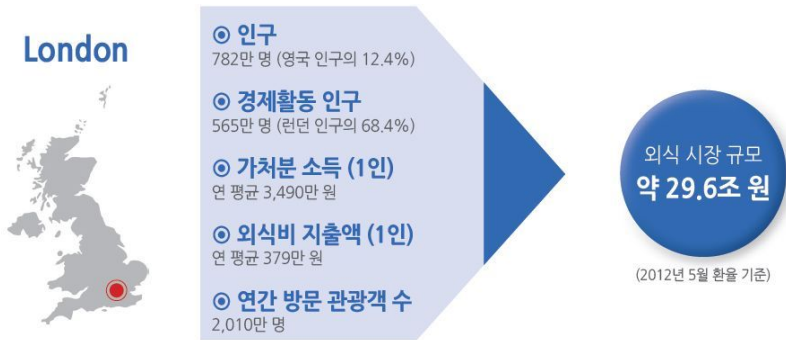 London
◉ 인구
782만 명 (영국 인구의 12.4%)
◉ 경제활동 인구
565만 명 (런던 인구의 68.4%)
◉ 가처분 소득 (1인)
연 평균 3,490만 원
◉ 외식비 지출액 (1인)
연 평균 379만 원
◉ 연간 방문 관광객 수
2,010만 명
외식 시장 규모
약 29.6조 원
(2012년 5월 환율 기준)